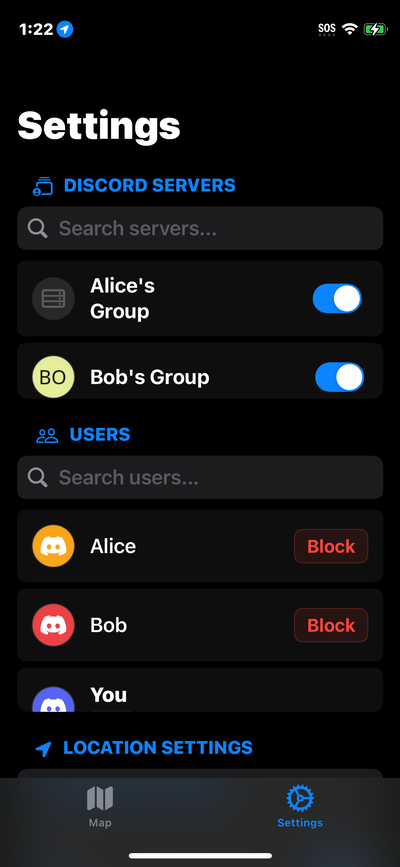 1:22
SOS
Settings
DISCORD SERVERS
Search servers...
Alice's
Group
BO
Bob's Group
USERS
Search users...
Alice
Block
Bob
Block
You
LOCATION SETTINGS
Map
Settings